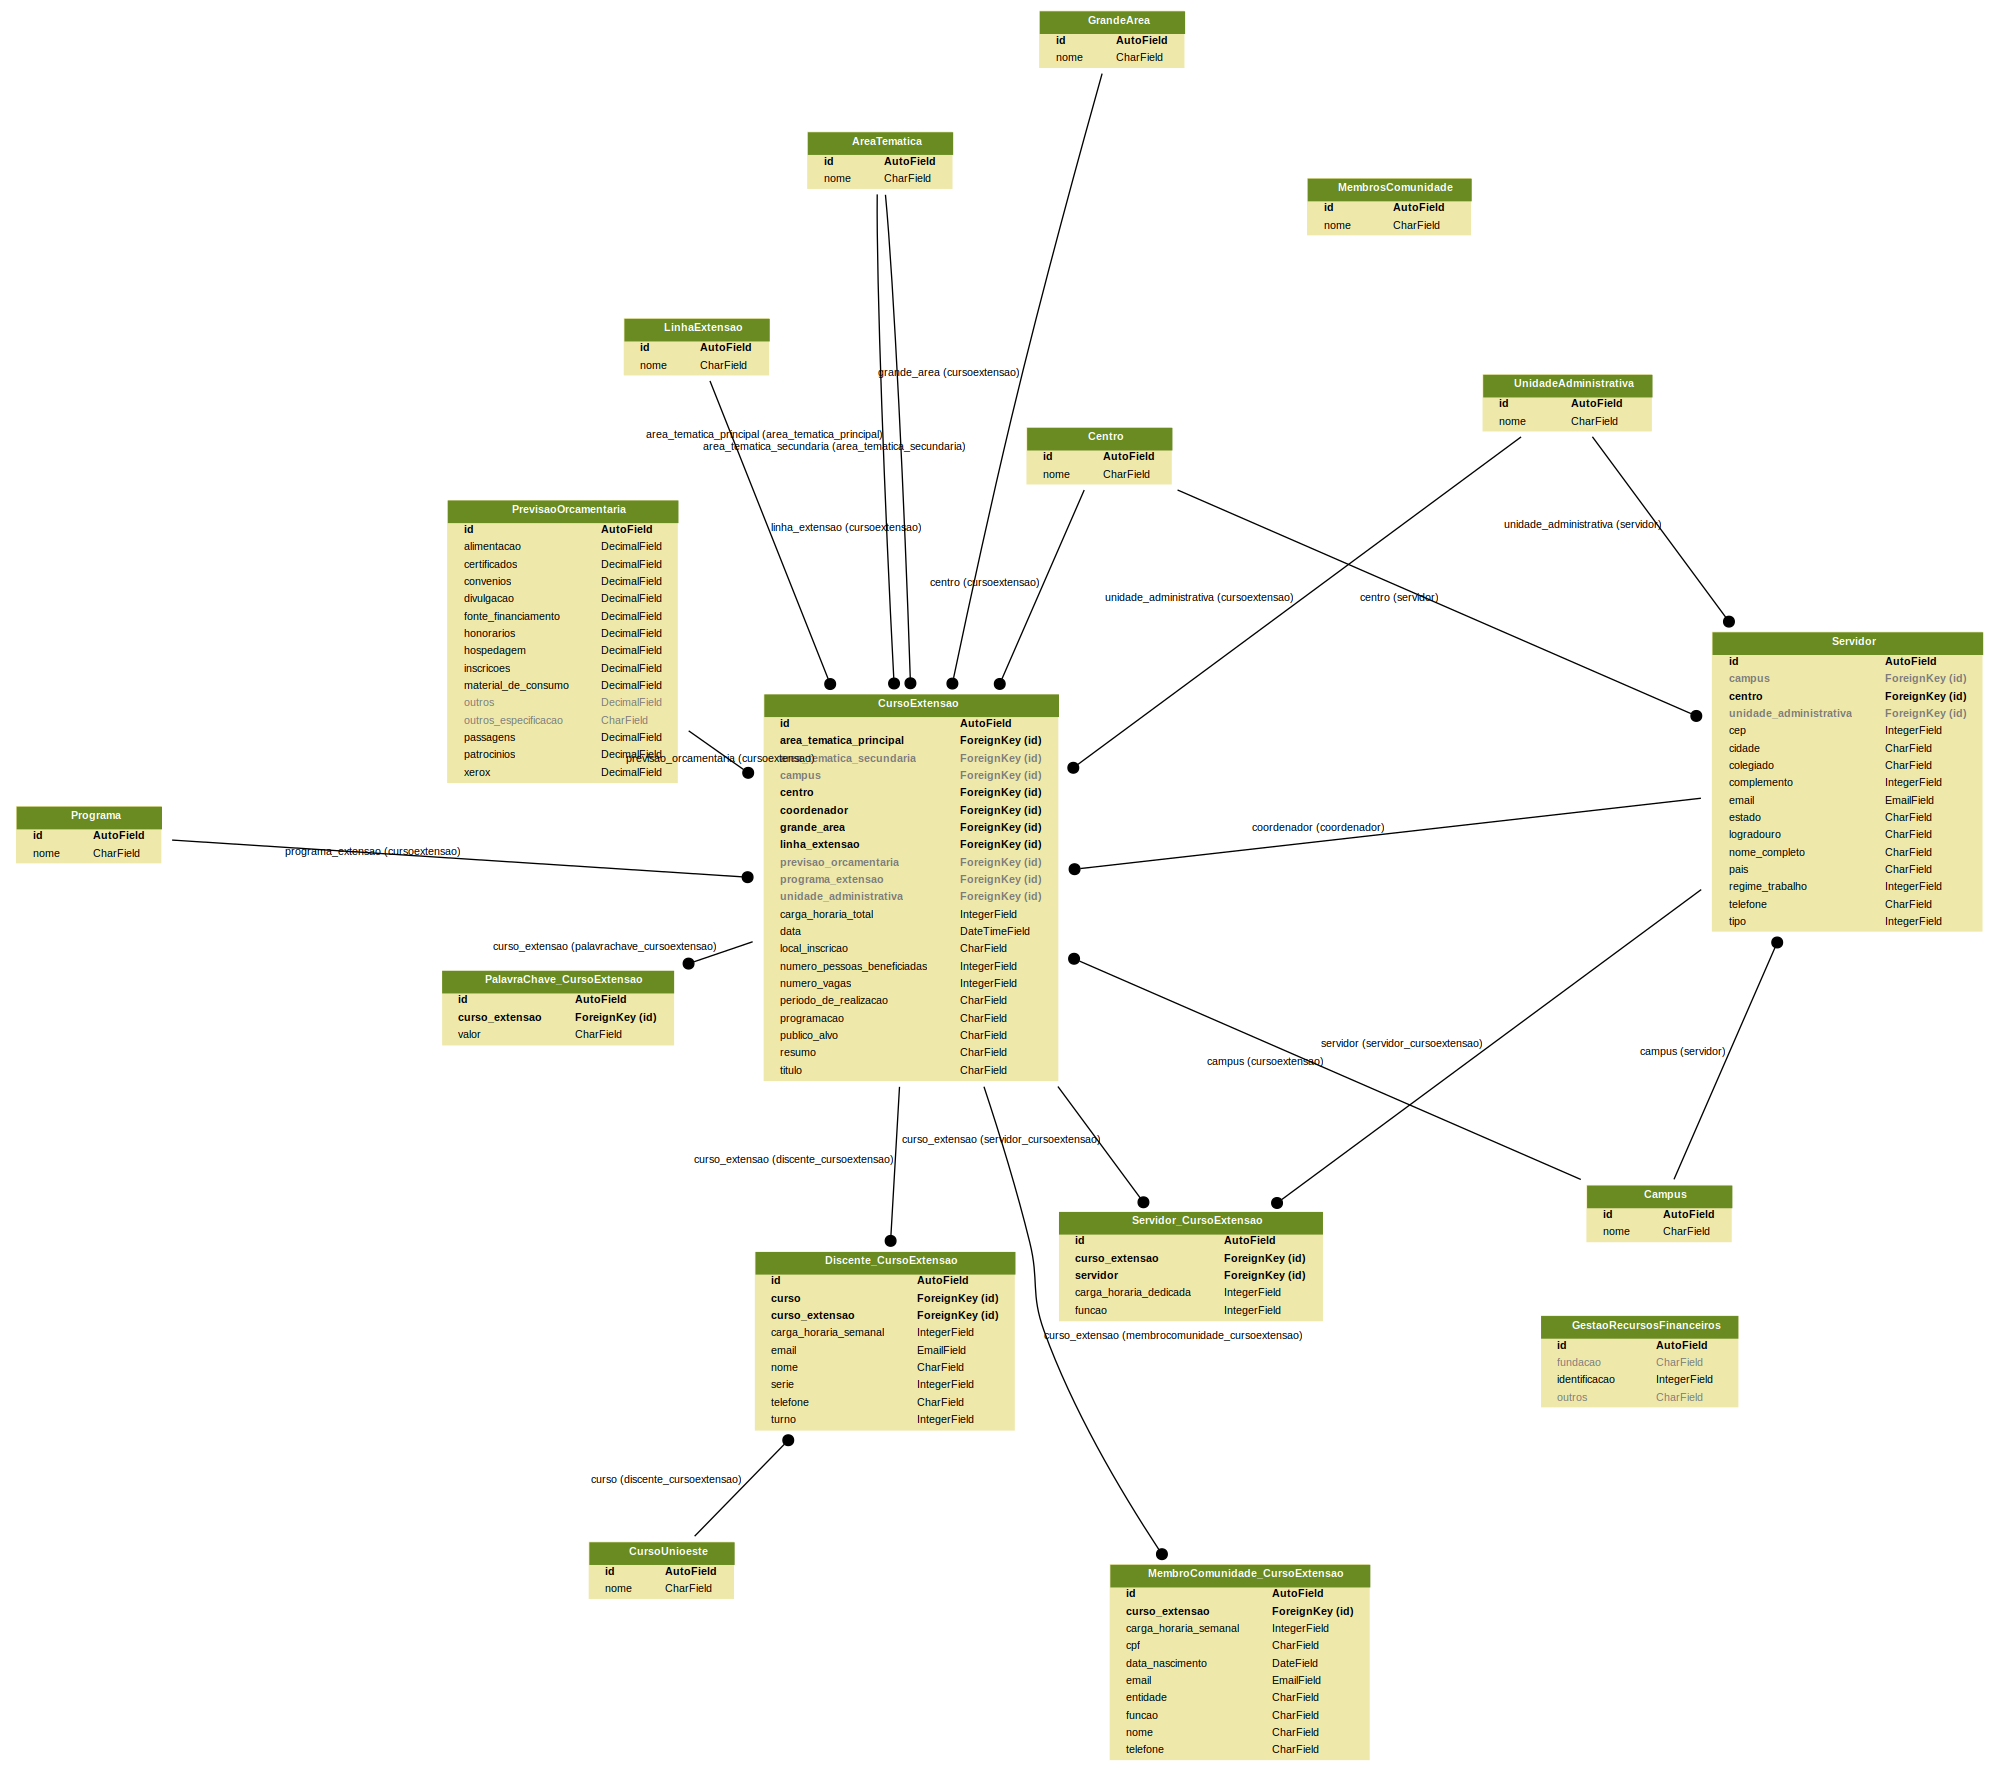 GrandeArea
id AutoField
nome CharField
AreaTematica
id AutoField
nome CharField
MembrosComunidade
id AutoField
nome CharField
LinhaExtensao
id AutoField
nome CharField
grande_area (cursoextensao)
UnidadeAdministrativa
id AutoField
nome CharField
area_tematica_principal (area_tematica_principal)
area_tematica_secundaria (area_tematica_secundaria)
Centro
id AutoField
nome CharField
linha_extensao (cursoextensao)
unidade_administrativa (servidor)
centro (cursoextensao)
unidade_administrativa (cursoextensao)
centro (servidor)
PrevisaoOrcamentaria
id AutoField
alimentacao DecimalField
certificados DecimalField
convenios DecimalField
divulgacao DecimalField
fonte_financiamento DecimalField
honorarios DecimalField
hospedagem DecimalField
inscricoes DecimalField
material_de_consumo DecimalField
outros DecimalField
outros_especificacao CharField
passagens DecimalField
patrocinios DecimalField
xerox DecimalField
previsao_orcamentaria (cursoextensao)
Servidor
id AutoField
campus ForeignKey (id)
centro ForeignKey (id)
unidade_administrativa ForeignKey (id)
cep IntegerField
cidade CharField
colegiado CharField
complemento IntegerField
email EmailField
estado CharField
logradouro CharField
nome_completo CharField
pais CharField
regime_trabalho IntegerField
telefone CharField
tipo IntegerField
CursoExtensao
id AutoField
area_tematica_principal ForeignKey (id)
area_tematica_secundaria ForeignKey (id)
campus ForeignKey (id)
centro ForeignKey (id)
coordenador ForeignKey (id)
grande_area ForeignKey (id)
linha_extensao ForeignKey (id)
previsao_orcamentaria ForeignKey (id)
programa_extensao ForeignKey (id)
unidade_administrativa ForeignKey (id)
carga_horaria_total IntegerField
data DateTimeField
local_inscricao CharField
numero_pessoas_beneficiadas IntegerField
numero_vagas IntegerField
periodo_de_realizacao CharField
programacao CharField
publico_alvo CharField
resumo CharField
titulo CharField
Programa
id AutoField
nome CharField
programa_extensao (cursoextensao)
coordenador (coordenador)
curso_extensao (palavrachave_cursoextensao)
PalavraChave_CursoExtensao
id AutoField
curso_extensao ForeignKey (id)
valor CharField
servidor (servidor_cursoextensao)
campus (cursoextensao)
campus (servidor)
curso_extensao (servidor_cursoextensao)
curso_extensao (discente_cursoextensao)
Campus
id AutoField
nome CharField
Servidor_CursoExtensao
id AutoField
curso_extensao ForeignKey (id)
servidor ForeignKey (id)
carga_horaria_dedicada IntegerField
funcao IntegerField
Discente_CursoExtensao
id AutoField
curso ForeignKey (id)
curso_extensao ForeignKey (id)
carga_horaria_semanal IntegerField
email EmailField
nome CharField
serie IntegerField
telefone CharField
turno IntegerField
curso_extensao (membrocomunidade_cursoextensao)
GestaoRecursosFinanceiros
id AutoField
fundacao CharField
identificacao IntegerField
outros CharField
curso (discente_cursoextensao)
CursoUnioeste
id AutoField
nome CharField
MembroComunidade_CursoExtensao
id AutoField
curso_extensao ForeignKey (id)
carga_horaria_semanal IntegerField
cpf CharField
data_nascimento DateField
email EmailField
entidade CharField
funcao CharField
nome CharField
telefone CharField